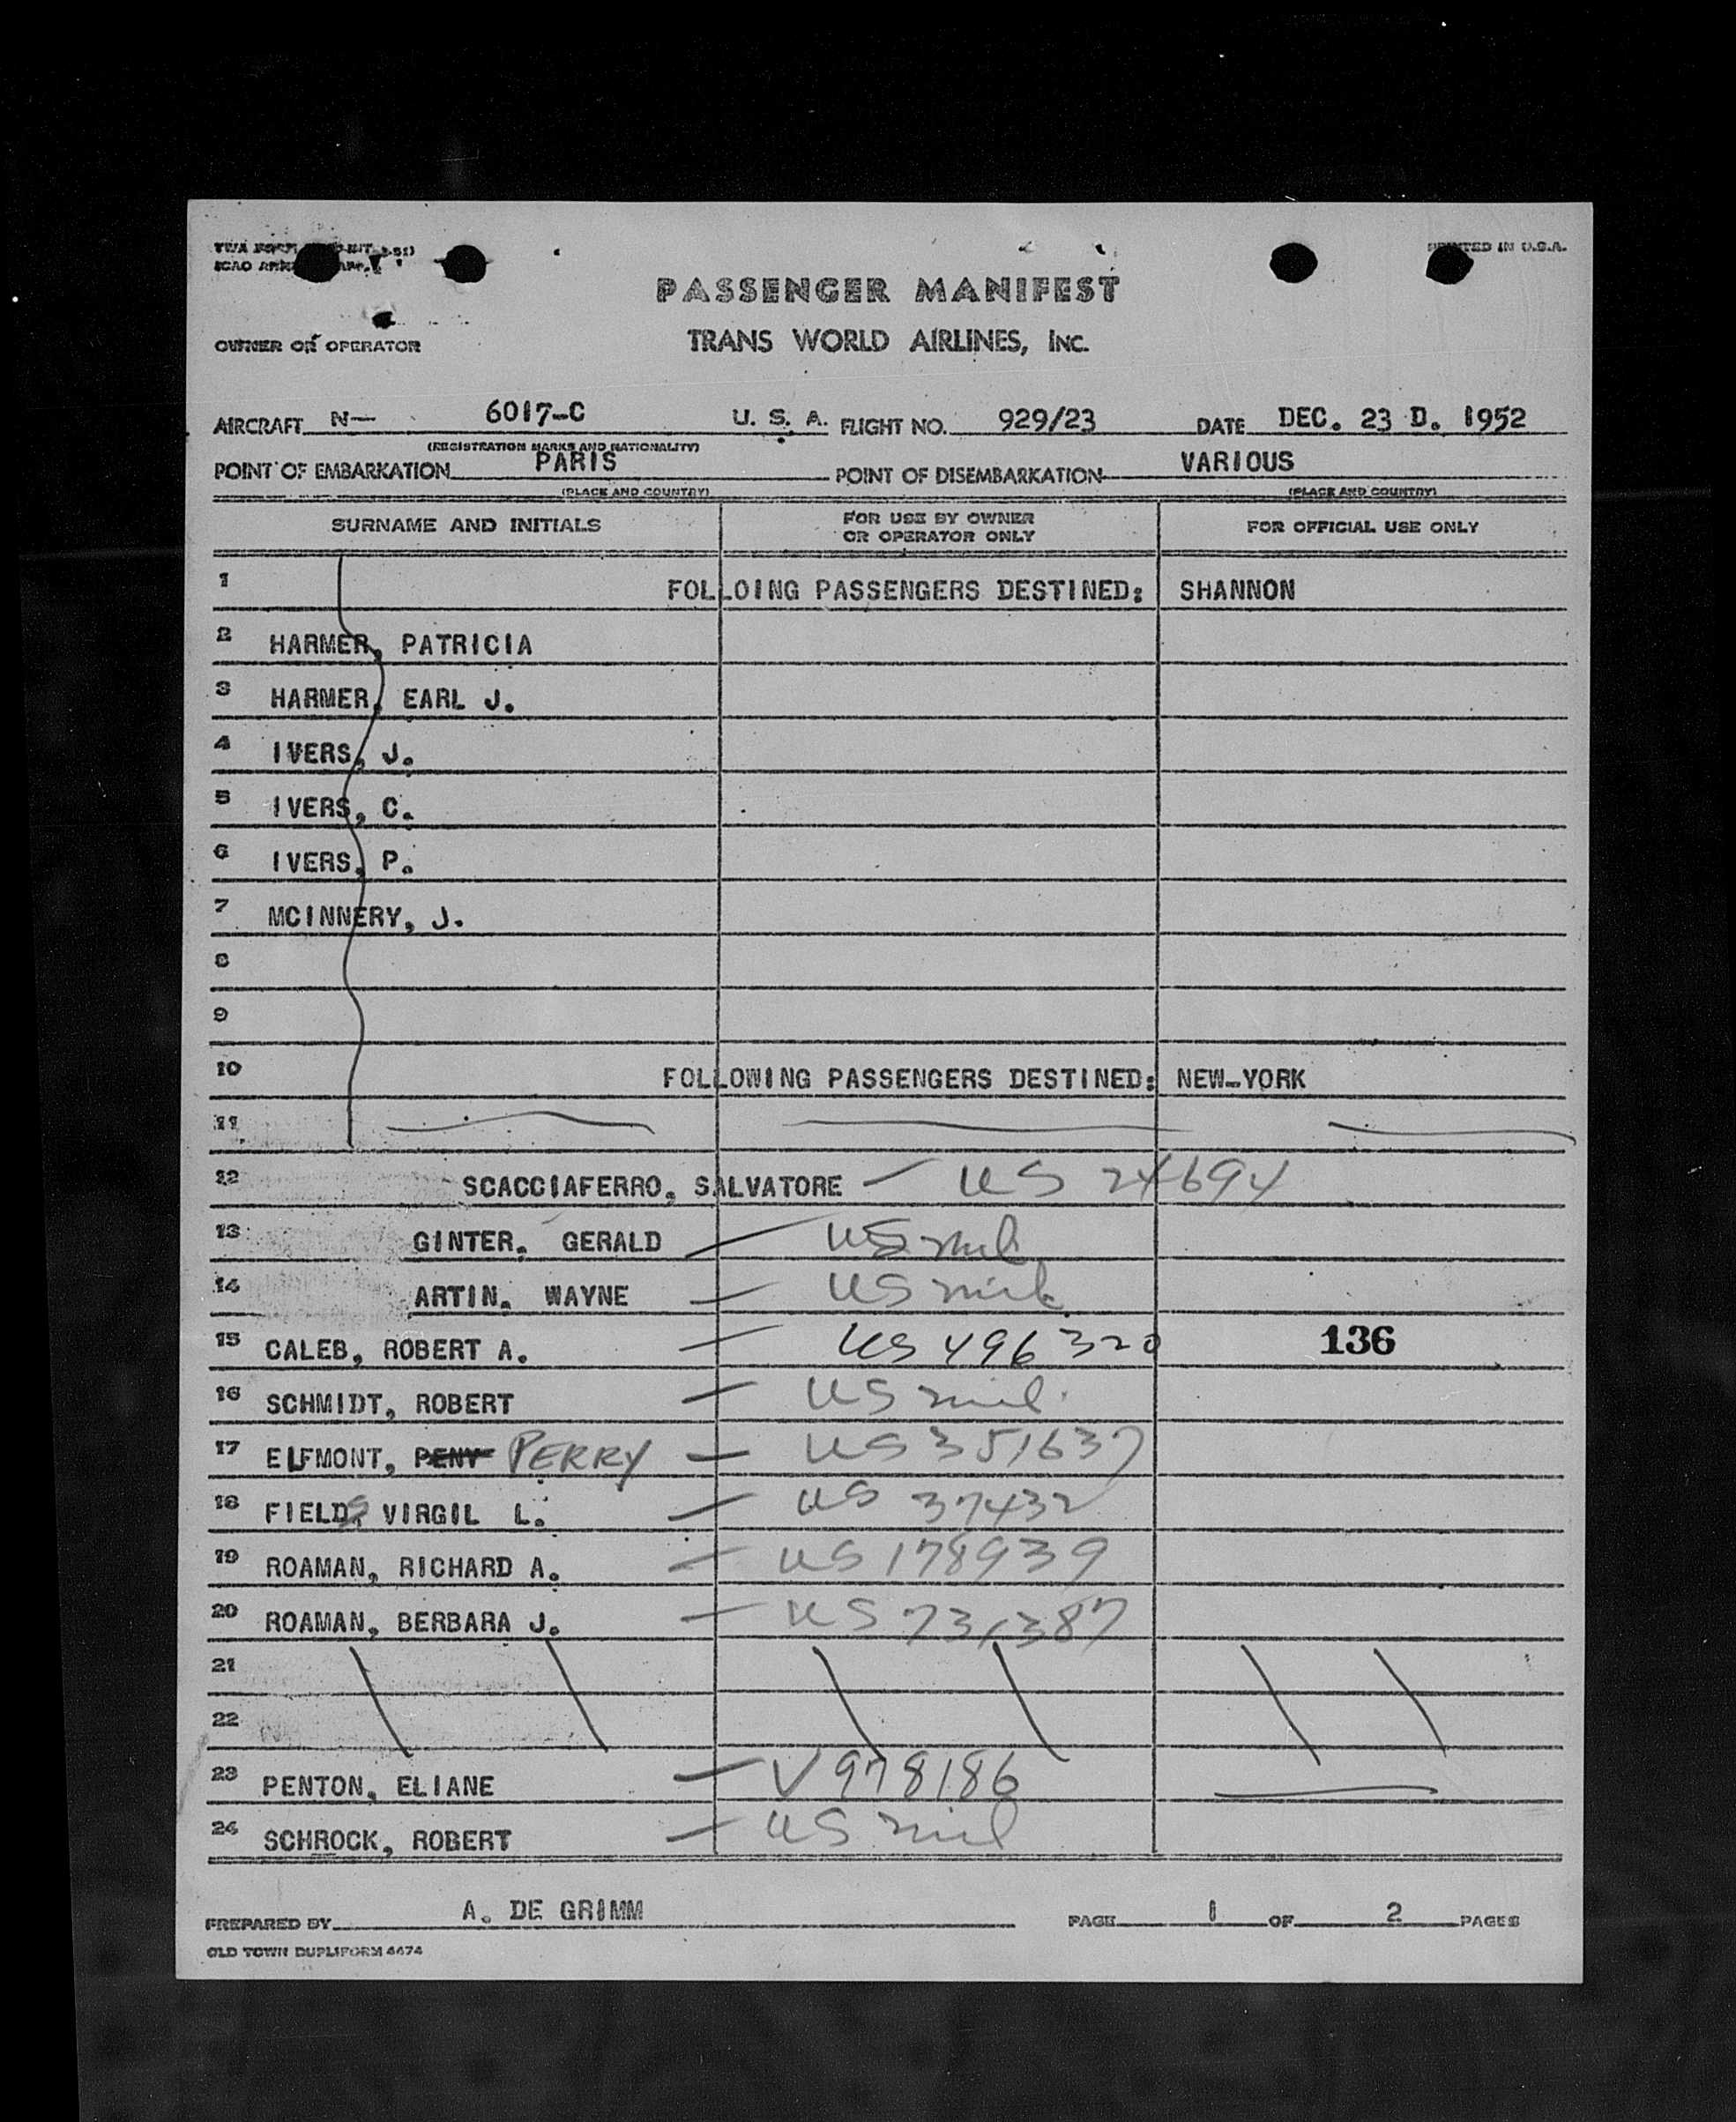 PRINTED IN U.S.A.
PASSENGER MANIFEST
OWNER OR OPERATOR TRANS WORLD AIRLINES, INC.
AIRCRAFT N— 6017-C U. S. A. FLIGHT NO. 929/23 DATE DEC. 23 D. 1952
(REGISTRATION MARKS AND NATIONALITY)
POINT OF EMBARKATION PARIS POINT OF DISEMBARKATION VARIOUS
(PLACE AND COUNTRY) (PLACE AND COUNTRY)
SURNAME AND INITIALS FOR USE BY OWNER OR OPERATOR ONLY FOR OFFICIAL USE ONLY
1 FOLLOING PASSENGERS DESTINED: SHANNON
2 HARMER, PATRICIA
3 HARMER, EARL J.
4 IVERS, J.
5 IVERS, C.
6 IVERS, P.
7 MCINNERY, J.
8
9
10 FOLLOWING PASSENGERS DESTINED: NEW-YORK
11
12 SCACCIAFERRO, SALVATORE — US 24694
13 GINTER, GERALD — US mil
14 ARTIN, WAYNE — US mil
15 CALEB, ROBERT A. — US 496320 136
16 SCHMIDT, ROBERT — US mil.
17 ELFMONT, PENY PERRY — US 351637
18 FIELDS VIRGIL L. — US 37432
19 ROAMAN, RICHARD A. — US 178939
20 ROAMAN, BERBARA J. — US 731387
21
22
23 PENTON, ELIANE — V 978186
24 SCHROCK, ROBERT — US mil
PREPARED BY A. DE GRIMM PAGE 1 OF 2 PAGES
OLD TOWN DUPLIFORM 4474